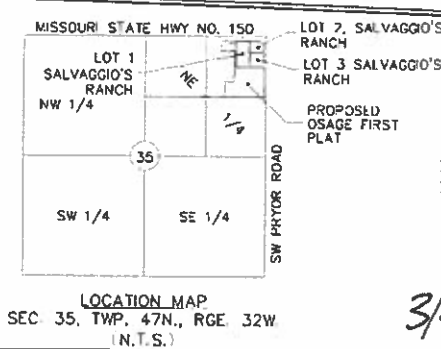 MISSOURI STATE HWY NO. 150
LOT 1
SALVAGGIO'S
RANCH
LOT 2, SALVAGGIO'S
RANCH
LOT 3 SALVAGGIO'S
RANCH
NW 1/4
NE
1/4
PROPOSED
OSAGE FIRST
PLAT
35
SW 1/4
SE 1/4
SW PRYOR ROAD
LOCATION MAP
SEC. 35, TWP. 47N., RGE. 32W
(N.T.S.)